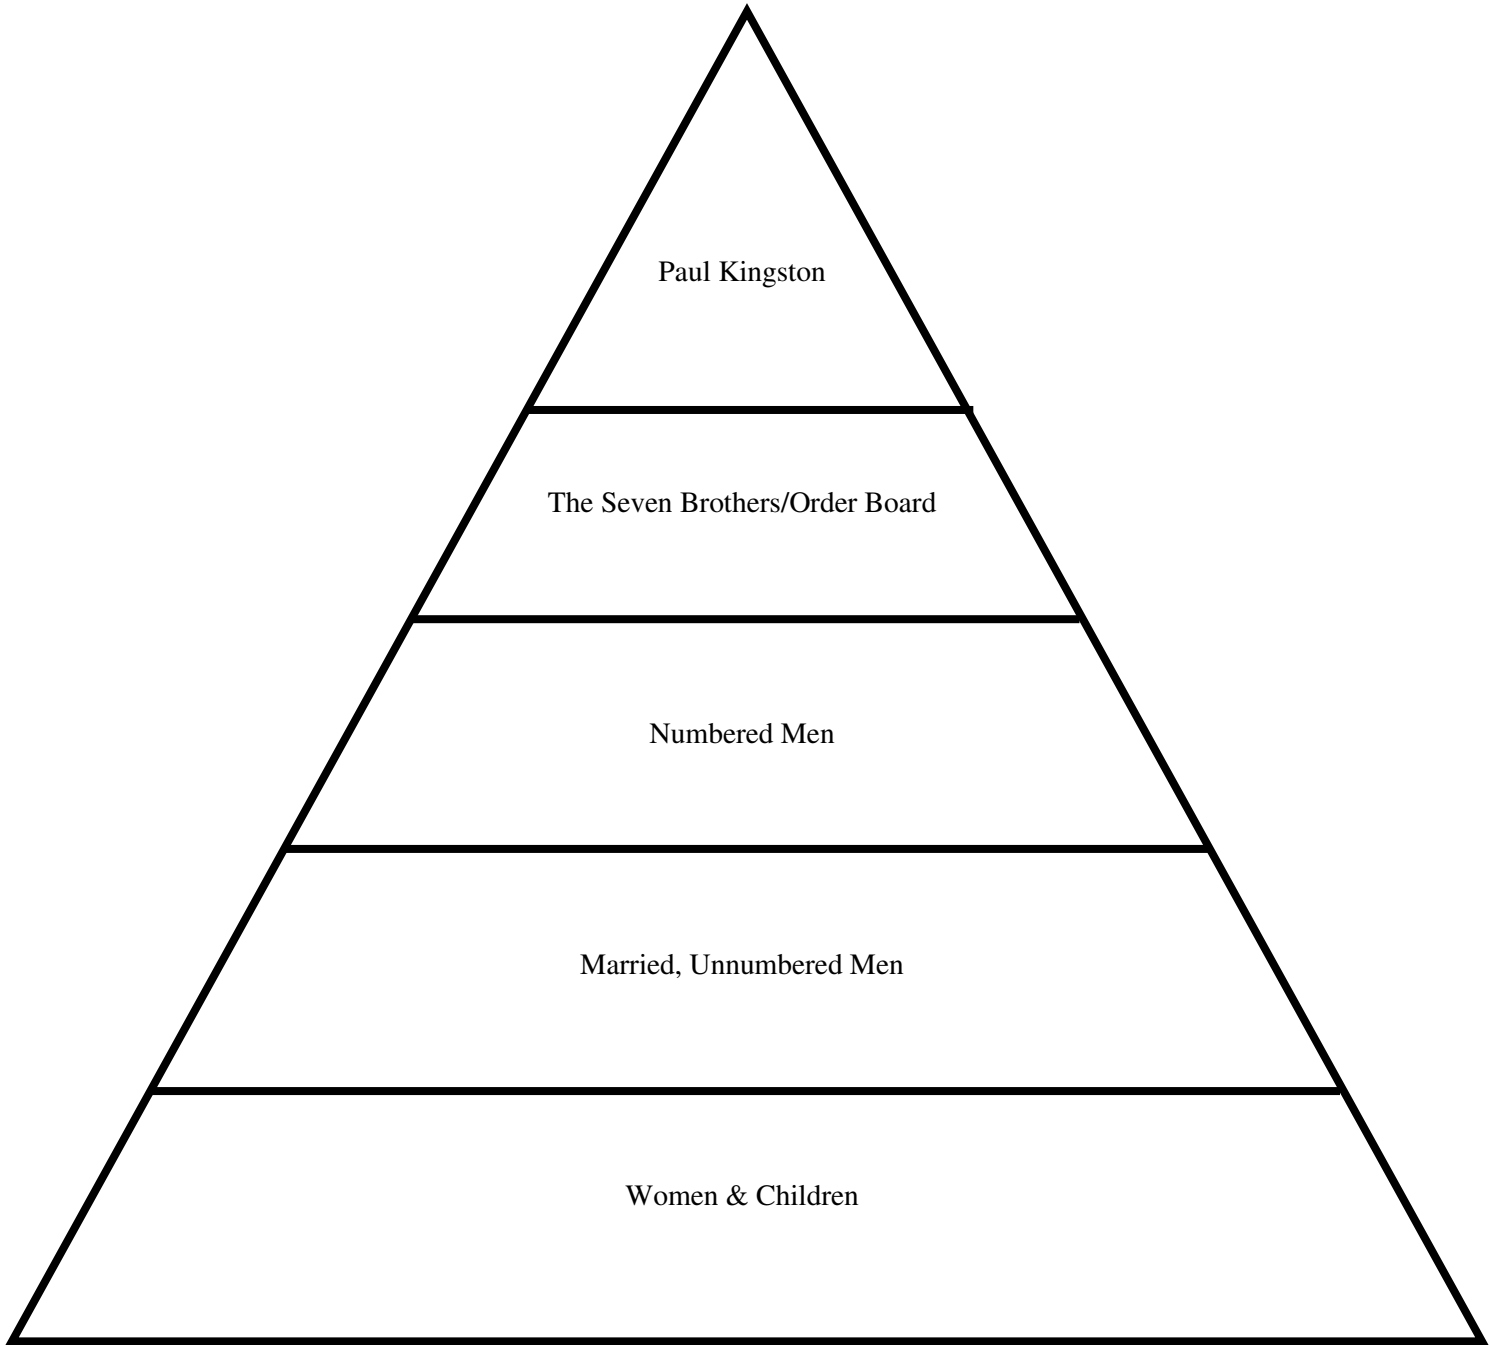 Paul Kingston
The Seven Brothers/Order Board
Numbered Men
Married, Unnumbered Men
Women & Children